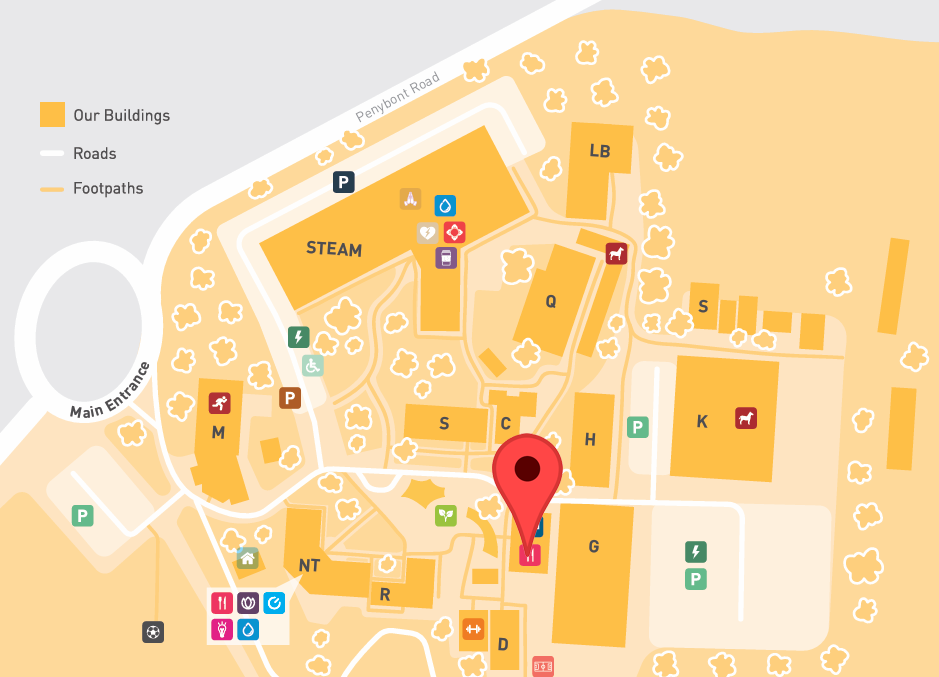 Penybont Road
Our Buildings
Roads
Footpaths
LB
P
STEAM
Q
S
P
Main Entrance
M
S
C
H
P
K
P
G
P
NT
R
D